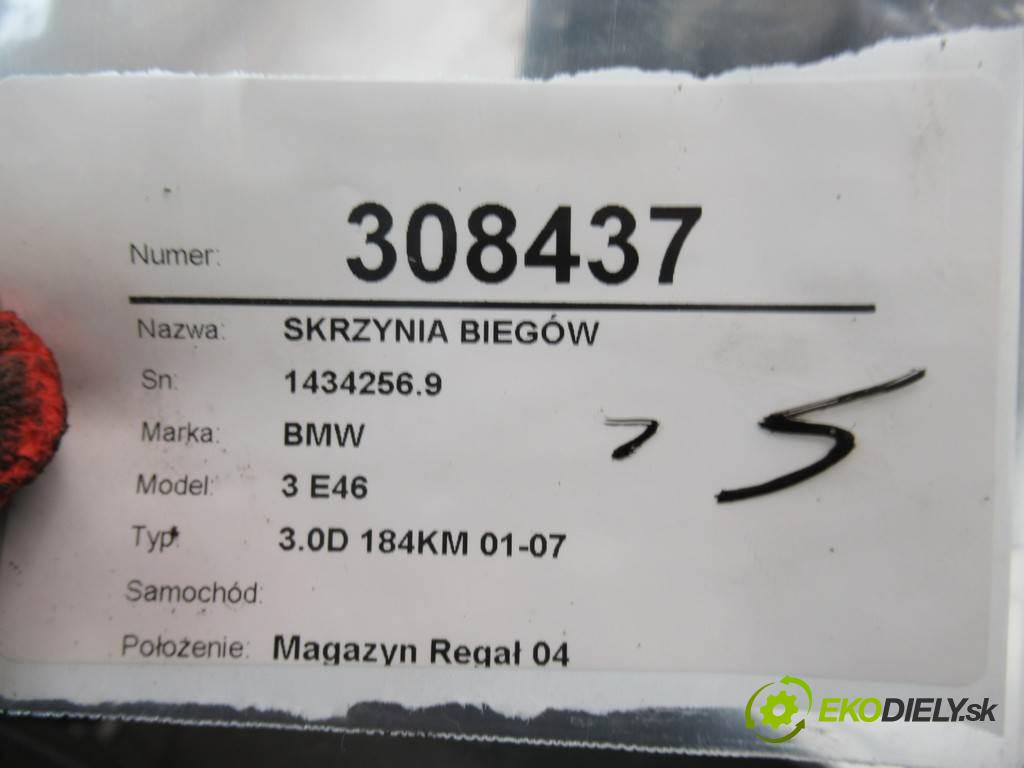 Numer: 308437
Nazwa: SKRZYNIA BIEGÓW
Sn: 1434256.9
Marka: BMW
Model: 3 E46
Typ: 3.0D 184KM 01-07
Samochód:
Położenie: Magazyn Regał 04
EKODIELY.sk